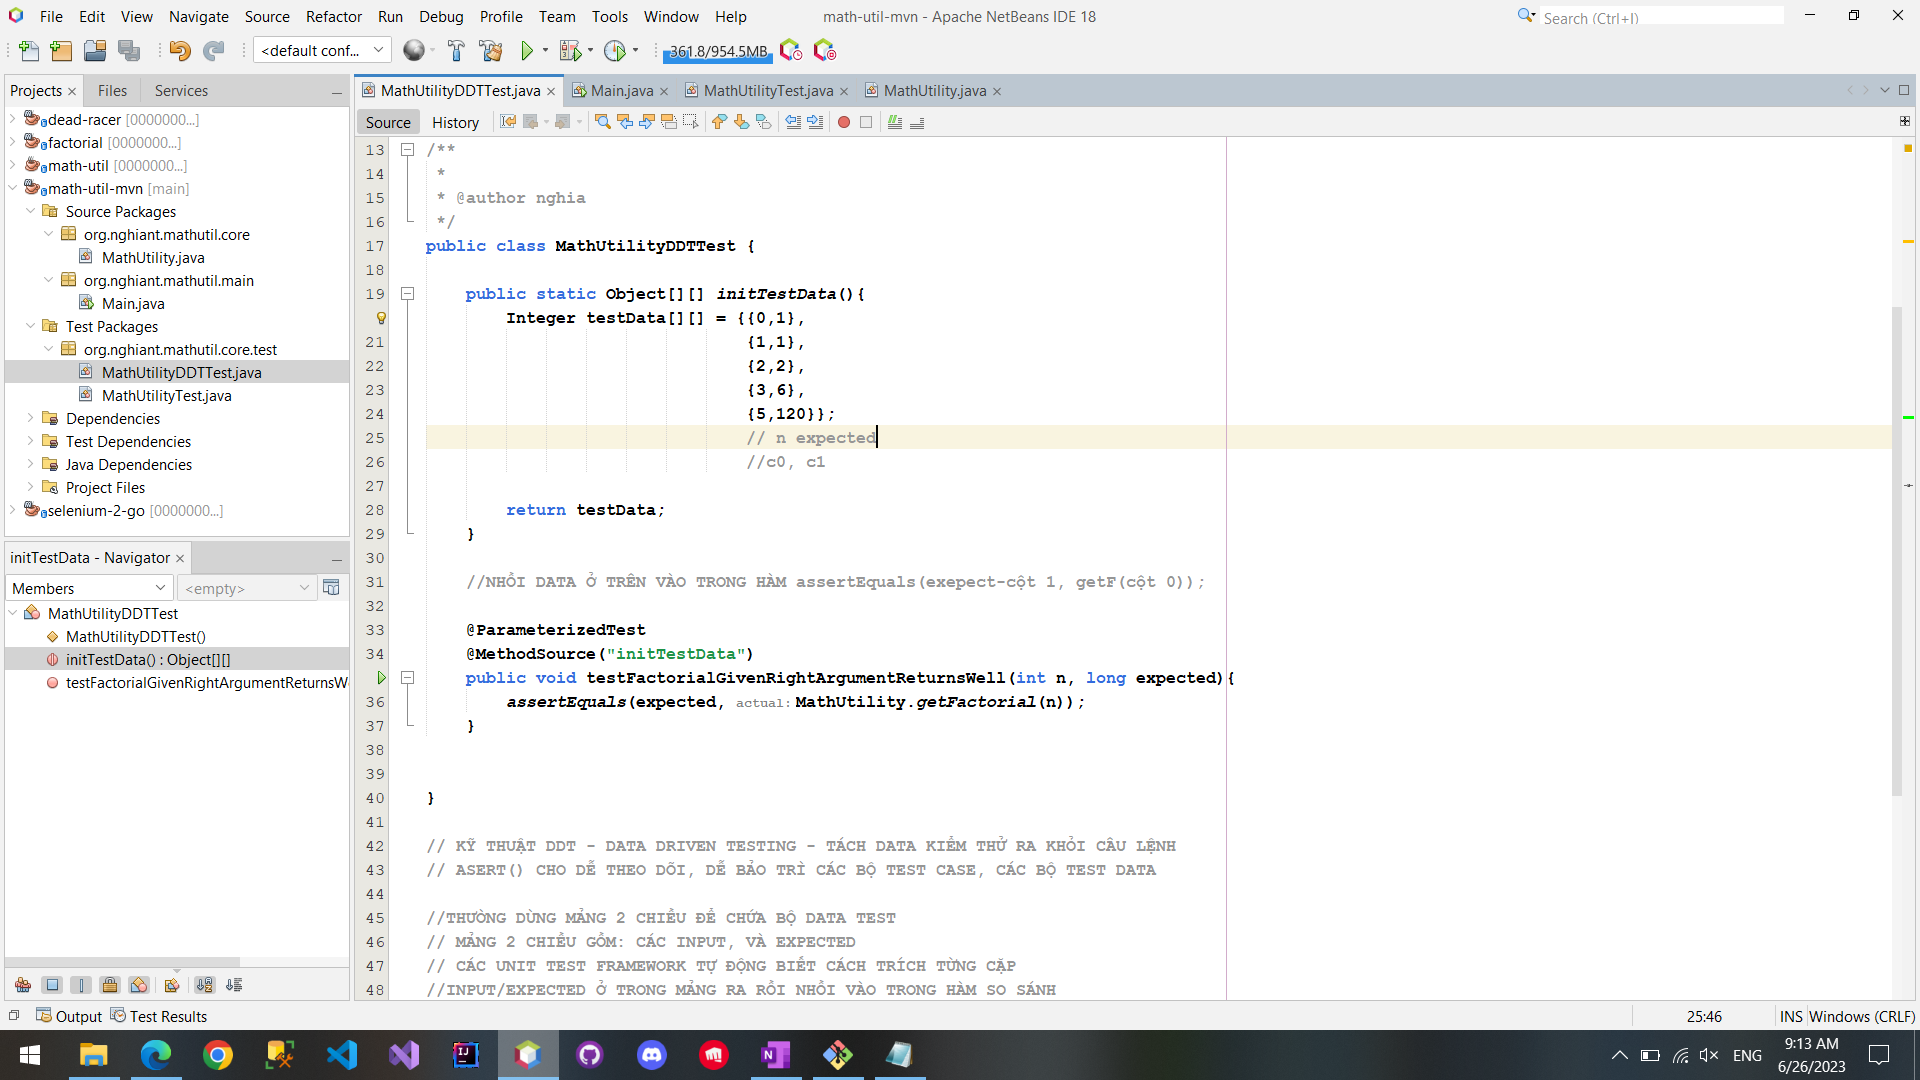 File Edit View Navigate Source Refactor Run Debug Profile Team Tools Window Help
math-util-mvn - Apache NetBeans IDE 18
Search (Ctrl+I)
<default conf...
361.8/954.5MB
Projects Files Services
dead-racer [0000000...]
factorial [0000000...]
math-util [0000000...]
math-util-mvn [main]
Source Packages
org.nghiant.mathutil.core
MathUtility.java
org.nghiant.mathutil.main
Main.java
Test Packages
org.nghiant.mathutil.core.test
MathUtilityDDTTest.java
MathUtilityTest.java
Dependencies
Test Dependencies
Java Dependencies
Project Files
selenium-2-go [0000000...]
initTestData - Navigator
Members <empty>
MathUtilityDDTTest
MathUtilityDDTTest()
initTestData() : Object[][]
testFactorialGivenRightArgumentReturnsW
MathUtilityDDTTest.java Main.java MathUtilityTest.java MathUtility.java
Source History
13 /**
14 *
15 * @author nghia
16 */
17 public class MathUtilityDDTTest {
18
19 public static Object[][] initTestData(){
Integer testData[][] = {{0,1},
21 {1,1},
22 {2,2},
23 {3,6},
24 {5,120}};
25 // n expected
26 //c0, c1
27
28 return testData;
29 }
30
31 //NHỒI DATA Ở TRÊN VÀO TRONG HÀM assertEquals(exepect-cột 1, getF(cột 0));
32
33 @ParameterizedTest
34 @MethodSource("initTestData")
public void testFactorialGivenRightArgumentReturnsWell(int n, long expected){
36 assertEquals(expected, actual: MathUtility.getFactorial(n));
37 }
38
39
40 }
41
42 // KỸ THUẬT DDT - DATA DRIVEN TESTING - TÁCH DATA KIỂM THỬ RA KHỎI CÂU LỆNH
43 // ASERT() CHO DỄ THEO DÕI, DỄ BẢO TRÌ CÁC BỘ TEST CASE, CÁC BỘ TEST DATA
44
45 //THƯỜNG DÙNG MẢNG 2 CHIỀU ĐỂ CHỨA BỘ DATA TEST
46 // MẢNG 2 CHIỀU GỒM: CÁC INPUT, VÀ EXPECTED
47 // CÁC UNIT TEST FRAMEWORK TỰ ĐỘNG BIẾT CÁCH TRÍCH TỪNG CẶP
48 //INPUT/EXPECTED Ở TRONG MẢNG RA RỒI NHỒI VÀO TRONG HÀM SO SÁNH
Output Test Results
25:46 INS Windows (CRLF)
ENG
9:13 AM
6/26/2023